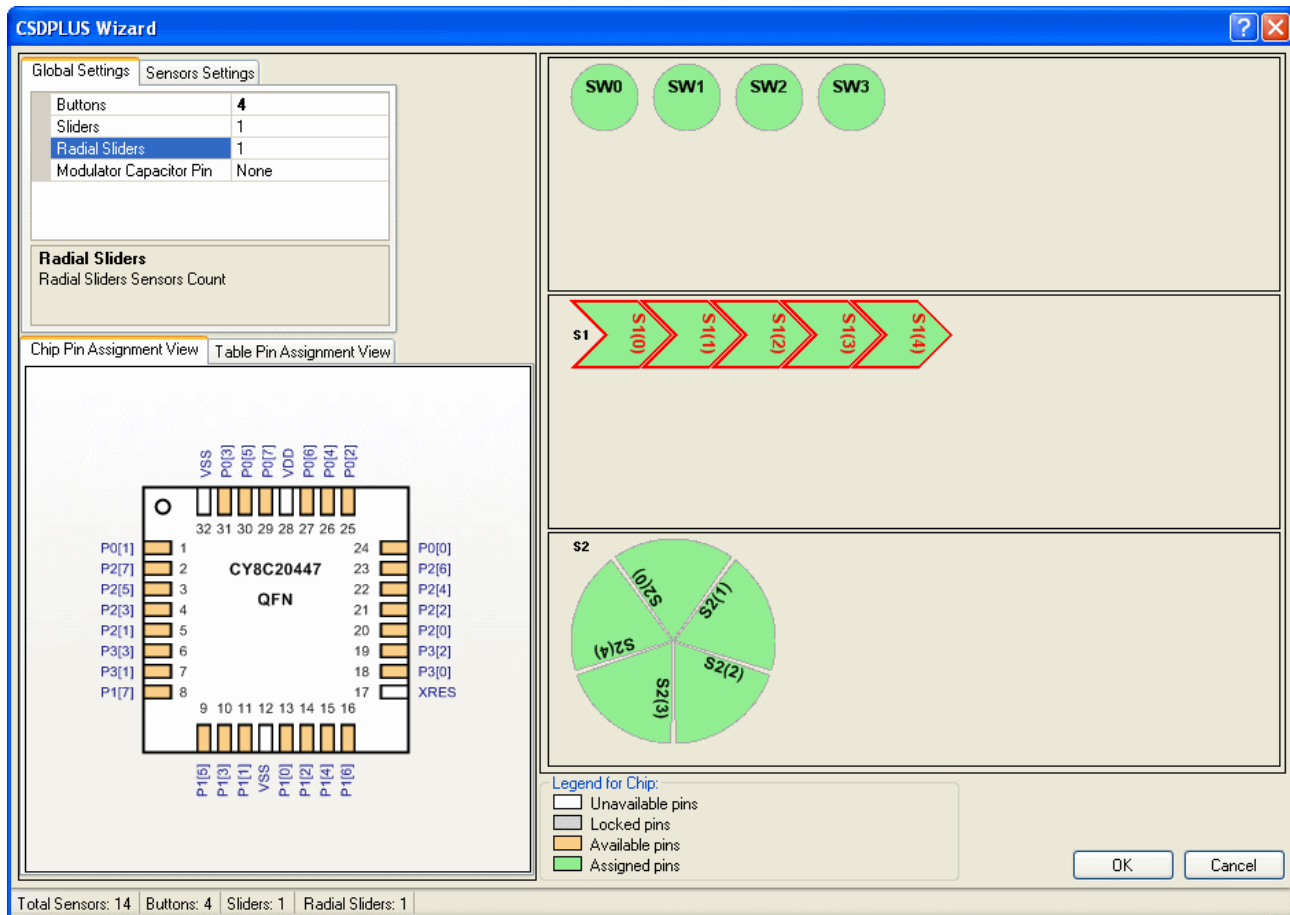 CSDPLUS Wizard
Global Settings Sensors Settings
Buttons 4
Sliders 1
Radial Sliders 1
Modulator Capacitor Pin None
Radial Sliders
Radial Sliders Sensors Count
Chip Pin Assignment View Table Pin Assignment View
VSS P0[3] P0[5] P0[7] VDD P0[6] P0[4] P0[2]
32 31 30 29 28 27 26 25
P0[1] 1 24 P0[0]
P2[7] 2 CY8C20447 23 P2[6]
P2[5] 3 22 P2[4]
QFN
P2[3] 4 21 P2[2]
P2[1] 5 20 P2[0]
P3[3] 6 19 P3[2]
P3[1] 7 18 P3[0]
P1[7] 8 17 XRES
9 10 11 12 13 14 15 16
P1[5] P1[3] P1[1] VSS P1[0] P1[2] P1[4] P1[6]
SW0 SW1 SW2 SW3
S1 S1(0) S1(1) S1(2) S1(3) S1(4)
S2
S2(0) S2(1)
S2(4) S2(2)
S2(3)
Legend for Chip:
Unavailable pins
Locked pins
Available pins
Assigned pins
OK Cancel
Total Sensors: 14 Buttons: 4 Sliders: 1 Radial Sliders: 1